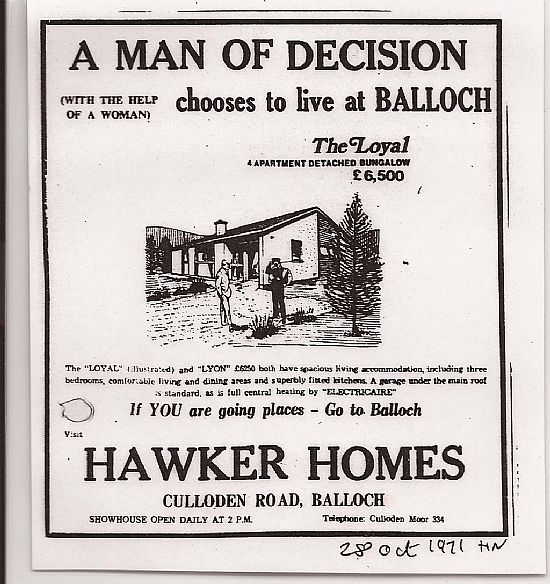 A MAN OF DECISION
(WITH THE HELP OF A WOMAN)
chooses to live at BALLOCH
The Loyal
4 APARTMENT DETACHED BUNGALOW
£6,500
The "LOYAL" (illustrated) and "LYON" £6250 both have spacious living accommodation, including three
bedrooms, comfortable living and dining areas and superbly fitted kitchens. A garage under the main roof
is standard, as is full central heating by "ELECTRICAIRE"
If YOU are going places - Go to Balloch
Visit
HAWKER HOMES
CULLODEN ROAD, BALLOCH
SHOWHOUSE OPEN DAILY AT 2 P.M.
Telephone: Culloden Moor 334
28 Oct 1971 HN